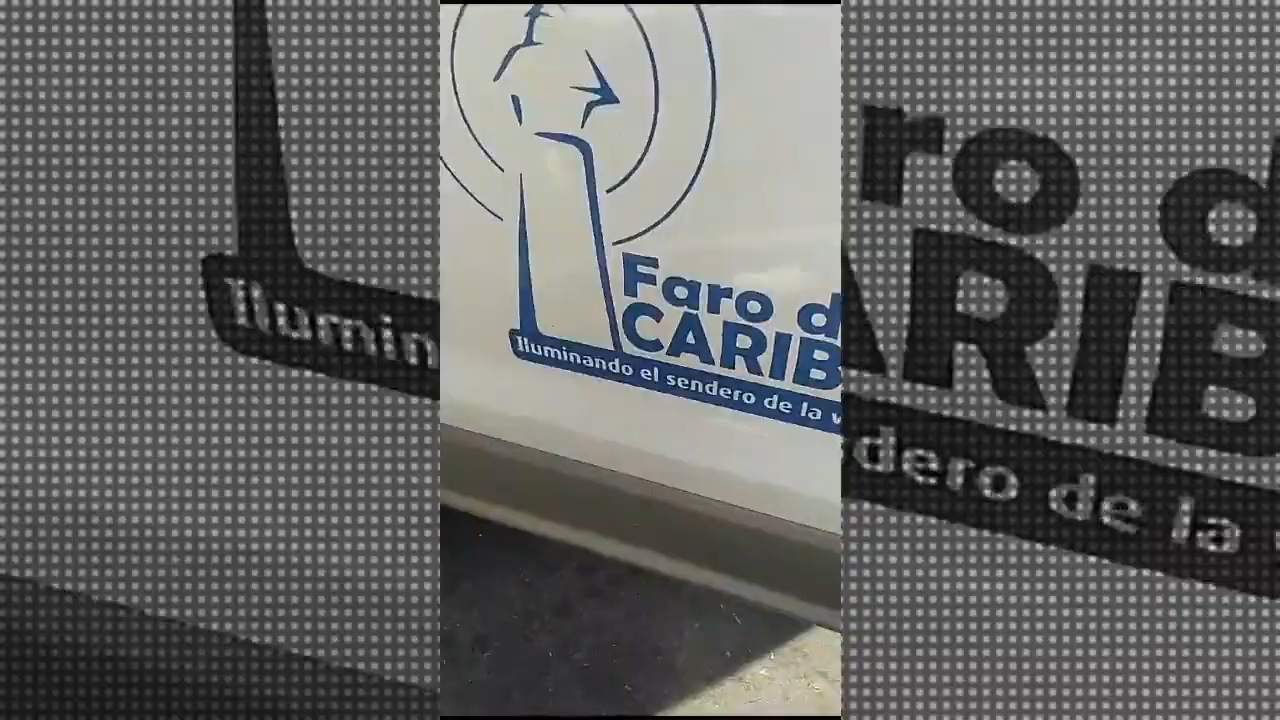 Faro d
CARIB
Iluminando el sendero de la v